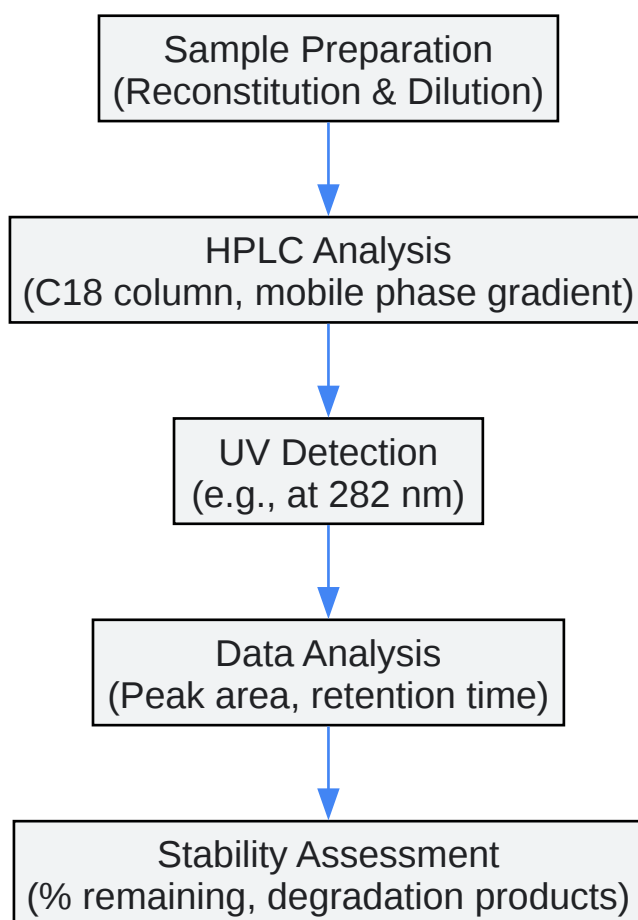 Sample Preparation
(Reconstitution & Dilution)
HPLC Analysis
(C18 column, mobile phase gradient)
UV Detection
(e.g., at 282 nm)
Data Analysis
(Peak area, retention time)
Stability Assessment
(% remaining, degradation products)